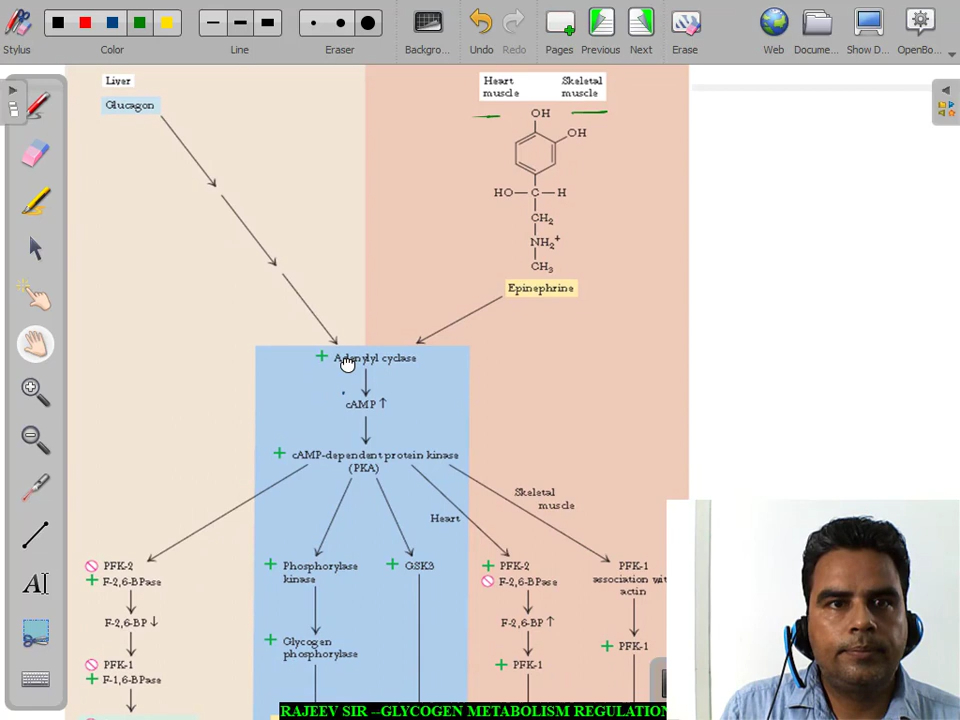 Stylus
Color
Line
Eraser
Backgro...
Undo
Redo
Pages
Previous
Next
Erase
Web
Docume...
Show D...
OpenBo...
Liver
Glucagon
Heart
muscle
Skeletal
muscle
OH
OH
HO—C—H
CH2
NH2+
CH3
Epinephrine
+ Adenylyl cyclase
cAMP ↑
+ cAMP-dependent protein kinase
(PKA)
Skeletal
muscle
Heart
PFK-2
+ F-2,6-BPase
F-2,6-BP ↓
PFK-1
+ F-1,6-BPase
+ Phosphorylase
kinase
+ Glycogen
phosphorylase
+ GSK3
+ PFK-2
F-2,6-BPase
F-2,6-BP ↑
+ PFK-1
PFK-1
association wit
actin
+ PFK-1
A
RAJEEV SIR --GLYCOGEN METABOLISM REGULATION